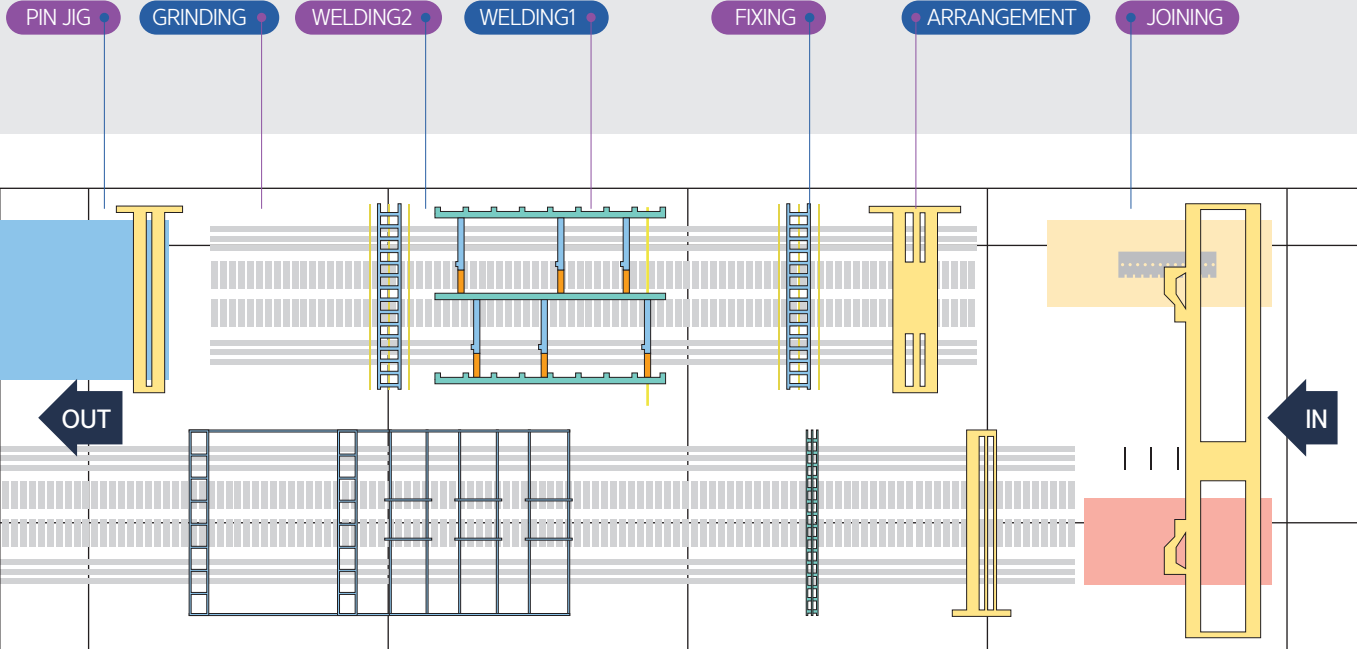 PIN JIG
GRINDING
WELDING2
WELDING1
FIXING
ARRANGEMENT
JOINING
OUT
IN